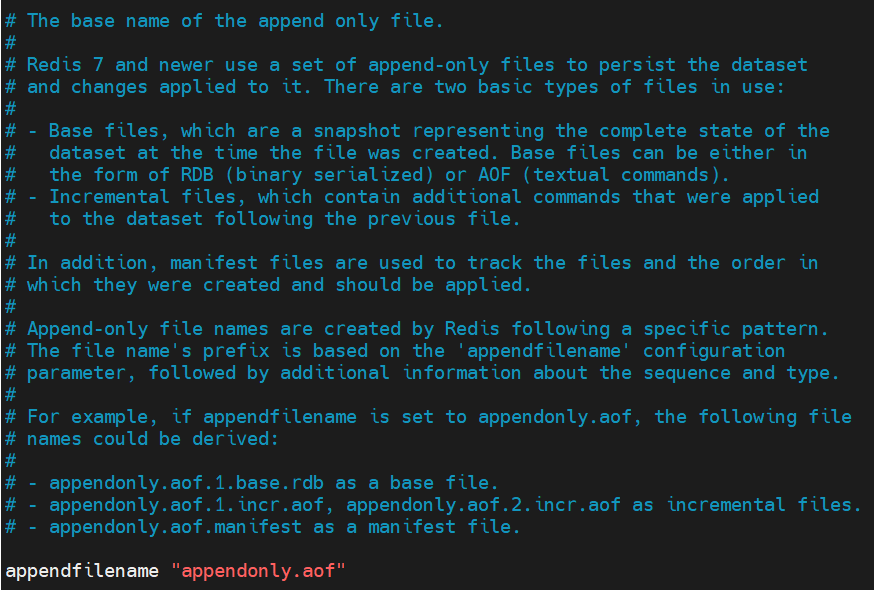 # The base name of the append only file.
#
# Redis 7 and newer use a set of append-only files to persist the dataset
# and changes applied to it. There are two basic types of files in use:
#
# - Base files, which are a snapshot representing the complete state of the
#   dataset at the time the file was created. Base files can be either in
#   the form of RDB (binary serialized) or AOF (textual commands).
# - Incremental files, which contain additional commands that were applied
#   to the dataset following the previous file.
#
# In addition, manifest files are used to track the files and the order in
# which they were created and should be applied.
#
# Append-only file names are created by Redis following a specific pattern.
# The file name's prefix is based on the 'appendfilename' configuration
# parameter, followed by additional information about the sequence and type.
#
# For example, if appendfilename is set to appendonly.aof, the following file
# names could be derived:
#
# - appendonly.aof.1.base.rdb as a base file.
# - appendonly.aof.1.incr.aof, appendonly.aof.2.incr.aof as incremental files.
# - appendonly.aof.manifest as a manifest file.

appendfilename "appendonly.aof"